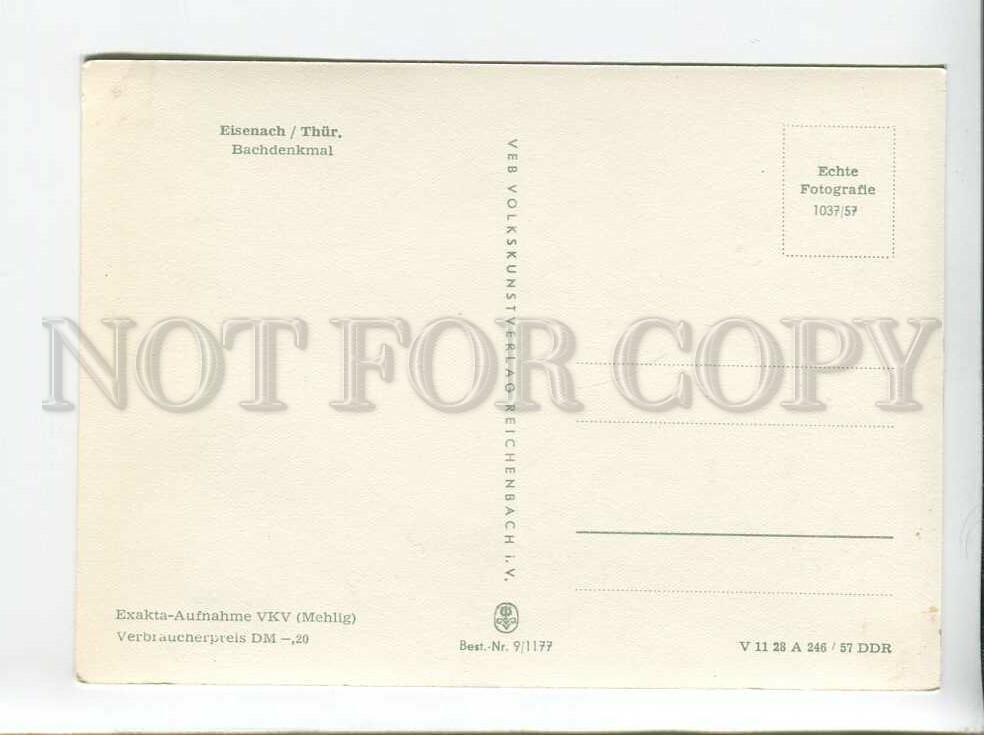 Eisenach / Thür.
Bachdenkmal
VEB VOLKSKUNSTVERLAG REICHENBACH i. V.
Echte
Fotografie
1037/57
NOT FOR COPY
Exakta-Aufnahme VKV (Mehlig)
Verbraucherpreis DM –,20
Best.-Nr. 9/1177
V 11 28 A 246 / 57 DDR